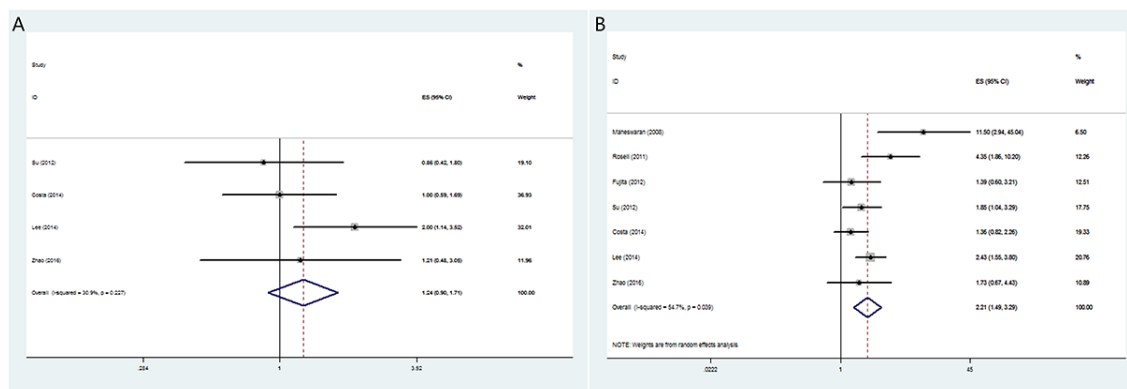 A
Study
%
ID
ES (95% CI)
Weight
Su (2012)
0.86 (0.42, 1.80)
19.10
Costa (2014)
1.00 (0.59, 1.69)
36.93
Lee (2014)
2.00 (1.14, 3.52)
32.01
Zhao (2016)
1.21 (0.48, 3.05)
11.96
Overall (I-squared = 30.9%, p = 0.227)
1.24 (0.90, 1.71)
100.00
.284
1
3.52
B
Study
%
ID
ES (95% CI)
Weight
Maheswaran (2008)
11.50 (2.94, 45.04)
6.50
Rosell (2011)
4.35 (1.86, 10.20)
12.26
Fujita (2012)
1.39 (0.60, 3.21)
12.51
Su (2012)
1.85 (1.04, 3.29)
17.75
Costa (2014)
1.36 (0.82, 2.26)
19.33
Lee (2014)
2.43 (1.55, 3.80)
20.76
Zhao (2016)
1.73 (0.67, 4.43)
10.89
Overall (I-squared = 54.7%, p = 0.039)
2.21 (1.49, 3.29)
100.00
NOTE: Weights are from random effects analysis
.0222
1
45